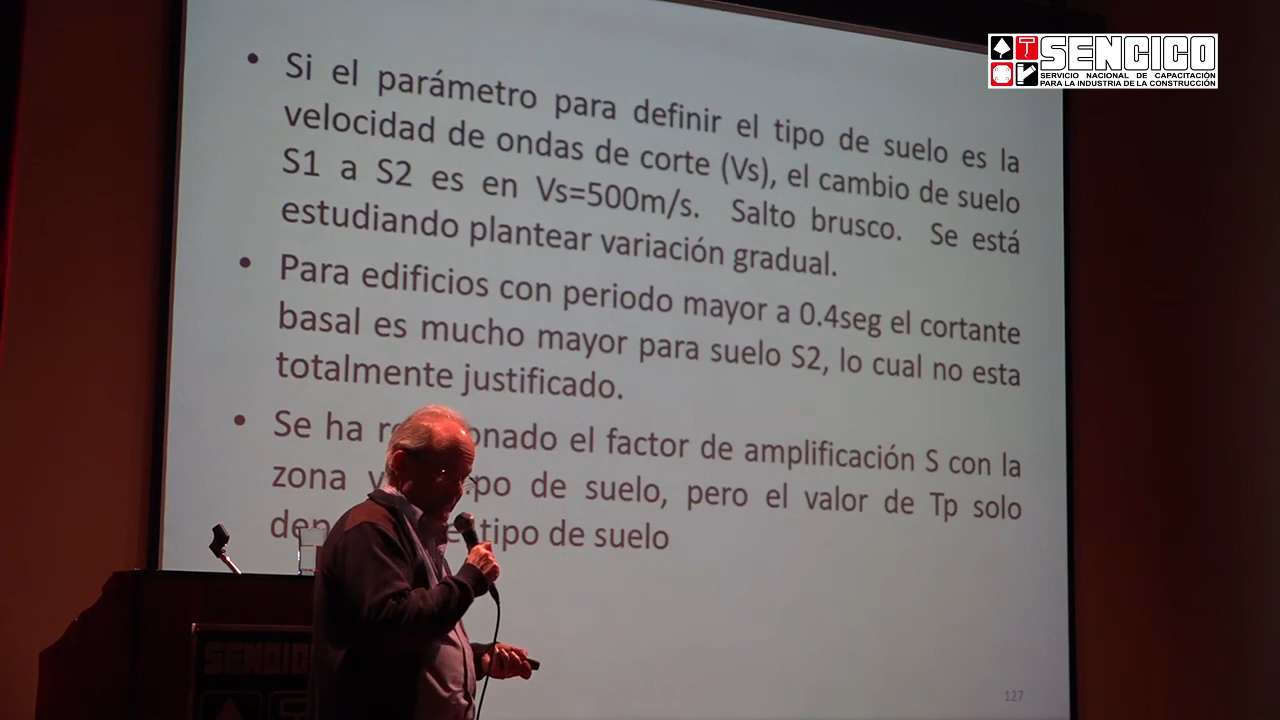 SENCICO
SERVICIO NACIONAL DE CAPACITACIÓN
PARA LA INDUSTRIA DE LA CONSTRUCCIÓN
• Si el parámetro para definir el tipo de suelo es la
velocidad de ondas de corte (Vs), el cambio de suelo
S1 a S2 es en Vs=500m/s. Salto brusco. Se está
estudiando plantear variación gradual.
• Para edificios con periodo mayor a 0.4seg el cortante
basal es mucho mayor para suelo S2, lo cual no esta
totalmente justificado.
• Se ha el factor de amplificación S con la
zona y de suelo, pero el valor de Tp solo
tipo de suelo
SENCICO
127